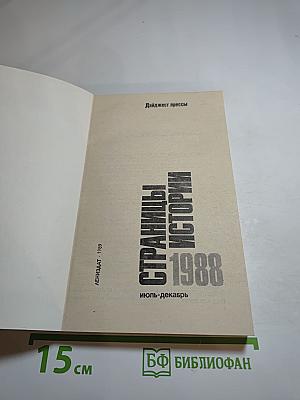 Дайджест прессы
СТРАНИЦЫ
ИСТОРИИ
1988
июль-декабрь
ЛЕНИЗДАТ · 1989
15 см
БФ БИБЛИОФАН